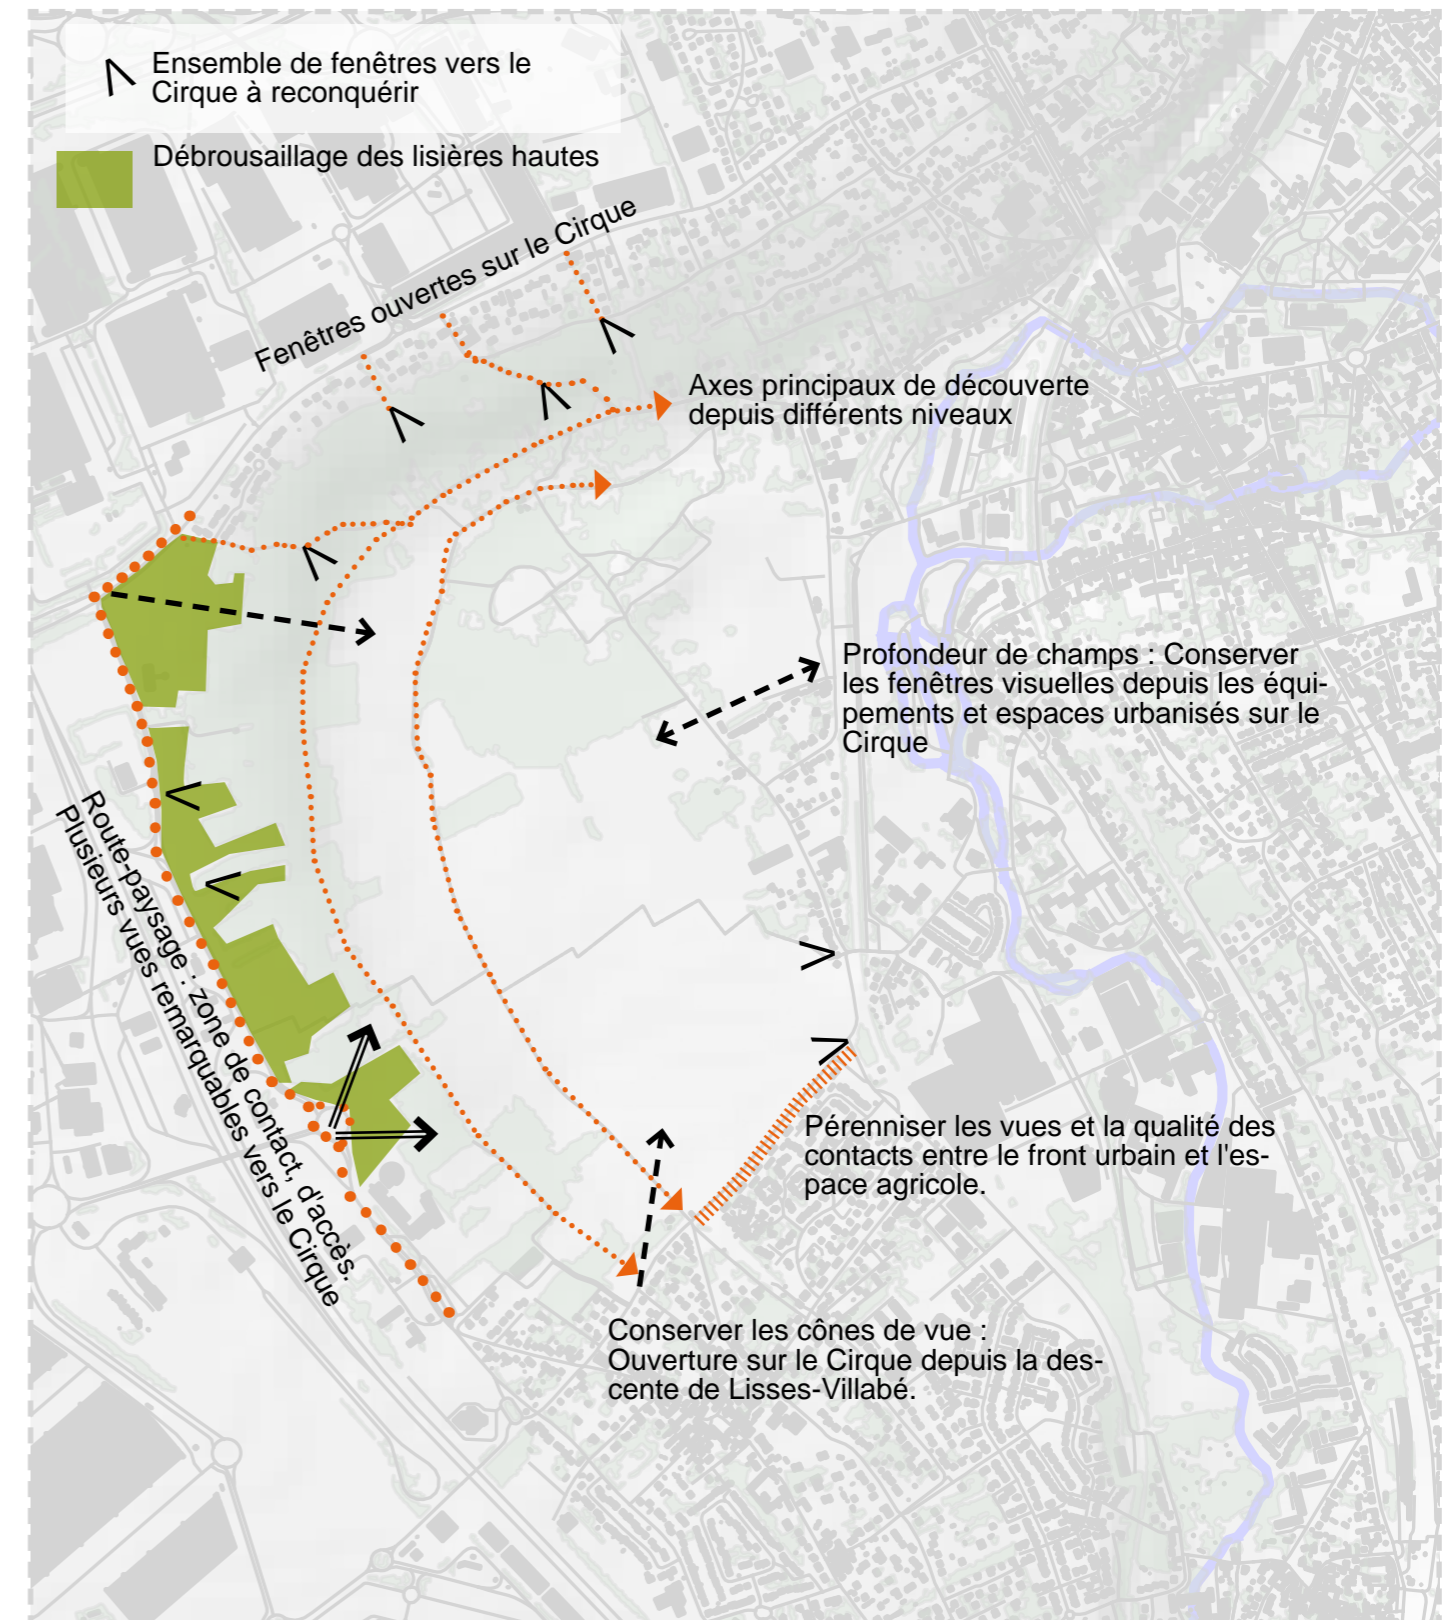 Ensemble de fenêtres vers le
Cirque à reconquérir
Débrousaillage des lisières hautes
Fenêtres ouvertes sur le Cirque
Axes principaux de découverte
depuis différents niveaux
Profondeur de champs : Conserver
les fenêtres visuelles depuis les équi-
pements et espaces urbanisés sur le
Cirque
Route-paysage : zone de contact, d'accès.
Plusieurs vues remarquables vers le Cirque
Pérenniser les vues et la qualité des
contacts entre le front urbain et l'es-
pace agricole.
Conserver les cônes de vue :
Ouverture sur le Cirque depuis la des-
cente de Lisses-Villabé.